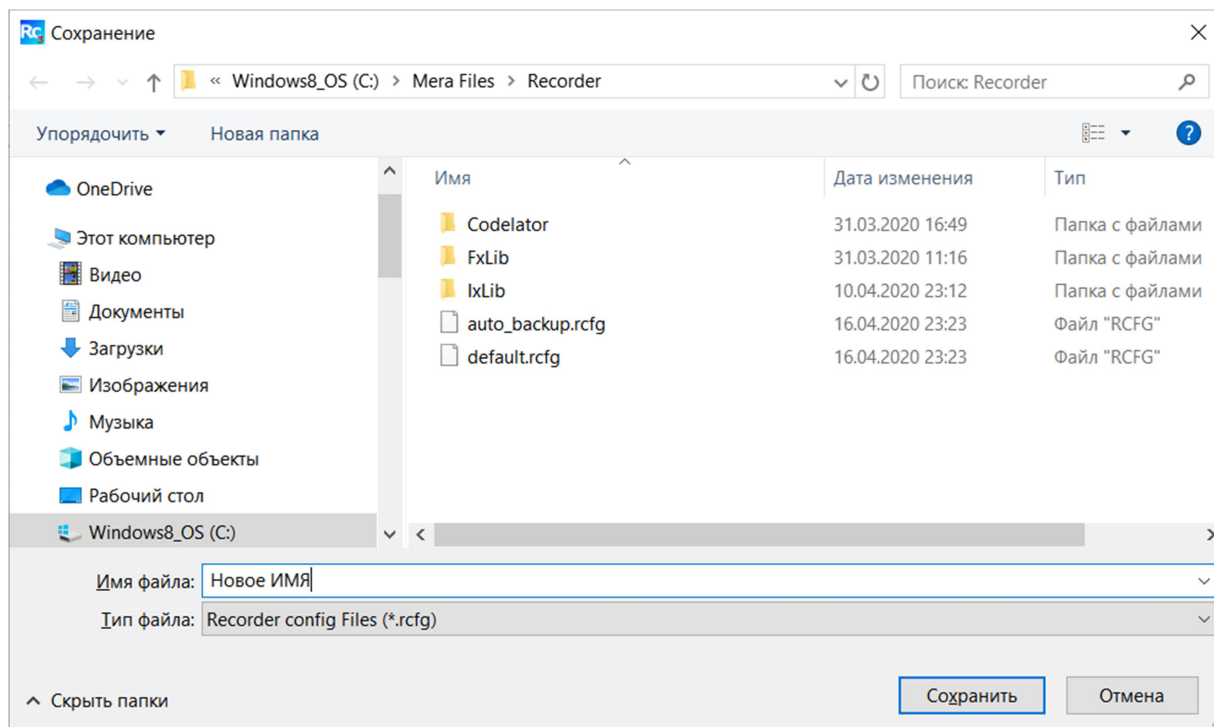 Rc Сохранение
« Windows8_OS (C:) > Mera Files > Recorder Поиск: Recorder
Упорядочить Новая папка ?
OneDrive
Этот компьютер
Видео
Документы
Загрузки
Изображения
Музыка
Объемные объекты
Рабочий стол
Windows8_OS (C:)
Имя Дата изменения Тип
Codelator 31.03.2020 16:49 Папка с файлами
FxLib 31.03.2020 11:16 Папка с файлами
IxLib 10.04.2020 23:12 Папка с файлами
auto_backup.rcfg 16.04.2020 23:23 Файл "RCFG"
default.rcfg 16.04.2020 23:23 Файл "RCFG"
Имя файла: Новое ИМЯ
Тип файла: Recorder config Files (*.rcfg)
Скрыть папки Сохранить Отмена